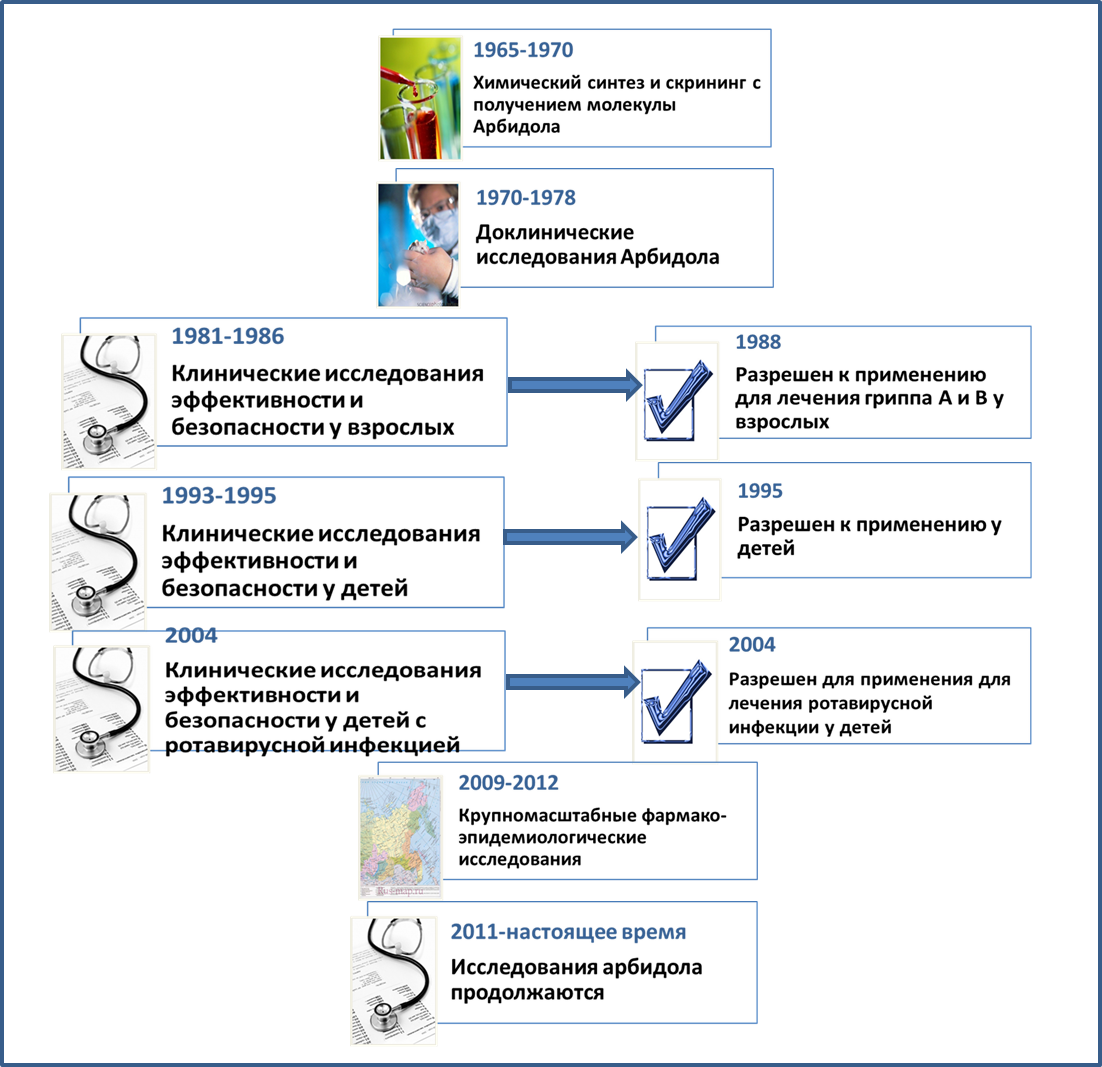 1965-1970
Химический синтез и скрининг с
получением молекулы
Арбидола
1970-1978
Доклинические
исследования Арбидола
1981-1986
Клинические исследования
эффективности и
безопасности у взрослых
1988
Разрешен к применению
для лечения гриппа А и В у
взрослых
1993-1995
Клинические исследования
эффективности и
безопасности у детей
1995
Разрешен к применению у
детей
2004
Клинические исследования
эффективности и
безопасности у детей с
ротавирусной инфекцией
2004
Разрешен для применения для
лечения ротавирусной
инфекции у детей
2009-2012
Крупномасштабные фармако-
эпидемиологические
исследования
2011-настоящее время
Исследования арбидола
продолжаются